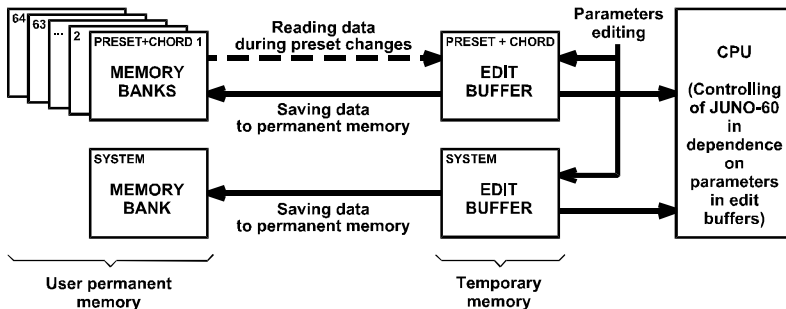 64
63
...
2
PRESET+CHORD 1
MEMORY
BANKS
Reading data
during preset changes
Saving data
to permanent memory
PRESET + CHORD
EDIT
BUFFER
Parameters
editing
CPU
(Controlling
of JUNO-60
in
dependence
on
parameters
in edit
buffers)
SYSTEM
MEMORY
BANK
Saving data
to permanent memory
SYSTEM
EDIT
BUFFER
User permanent
memory
Temporary
memory